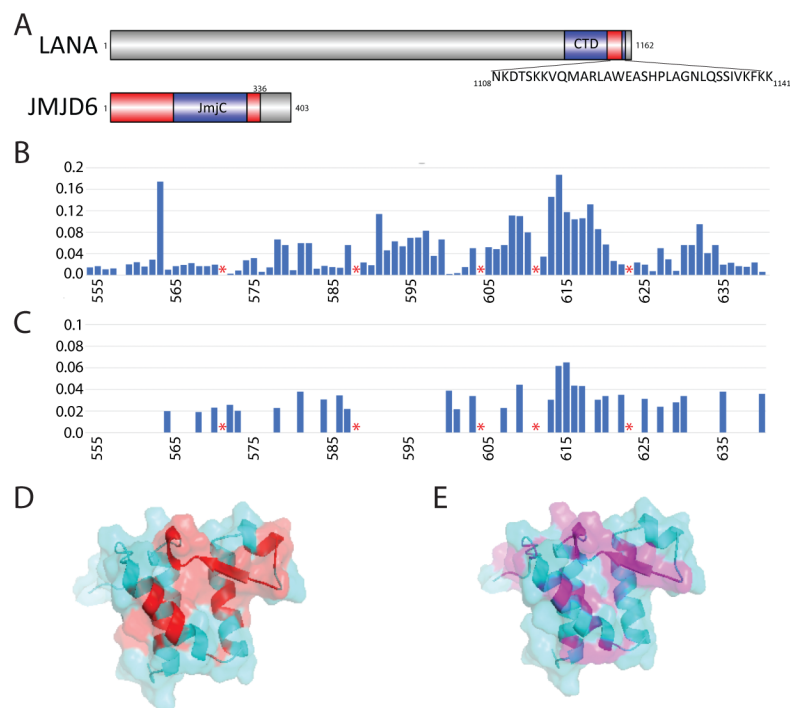 A
LANA 1 CTD 1162
1108 NKDTSKKVQMARLAWEASHPLAGNLQSSIVKFKK 1141
336
JMJD6 1 JmjC 403
B
0.2
0.16
0.12
0.08
0.04
0.0
* * * * *
555 565 575 585 595 605 615 625 635
C
0.1
0.08
0.06
0.04
0.02
0.0
* * * * *
555 565 575 585 595 605 615 625 635
D E